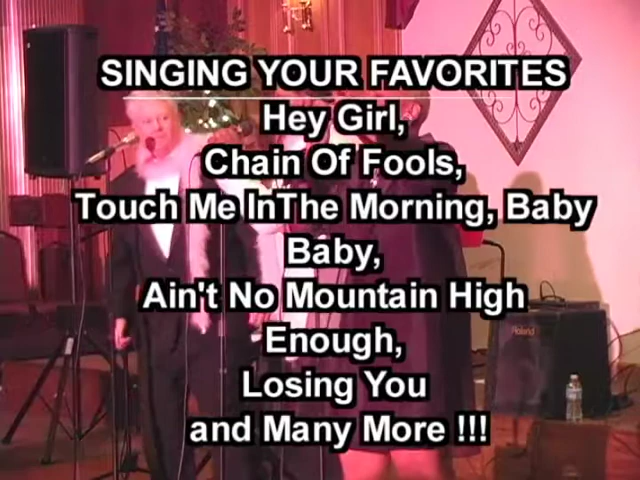 SINGING YOUR FAVORITES
Hey Girl,
Chain Of Fools,
Touch Me InThe Morning, Baby
Baby,
Ain't No Mountain High
Enough,
Losing You
and Many More !!!
Roland